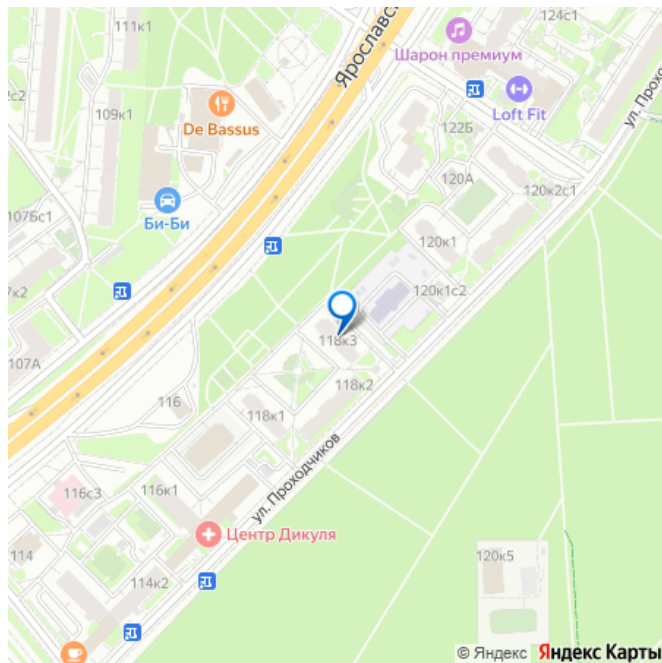 111к1
124с1
Шарон премиум
Ярославс
109к1
De Bassus
Loft Fit
ул. Прохо
122Б
120А
120к2с1
107Бс1
Би-Би
120к1
120к1с2
107А
118к3
118к2
116
118к1
ул. Проходчиков
116с3
116к1
Центр Дикуля
114
114к2
120к5
© Яндекс Яндекс Карты